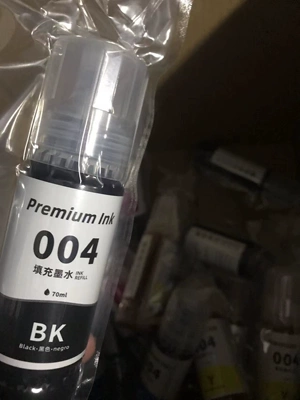 Premium Ink
004
填充墨水 INK REFILL
70ml
BK
Black·黑色·negro
004
004
Y